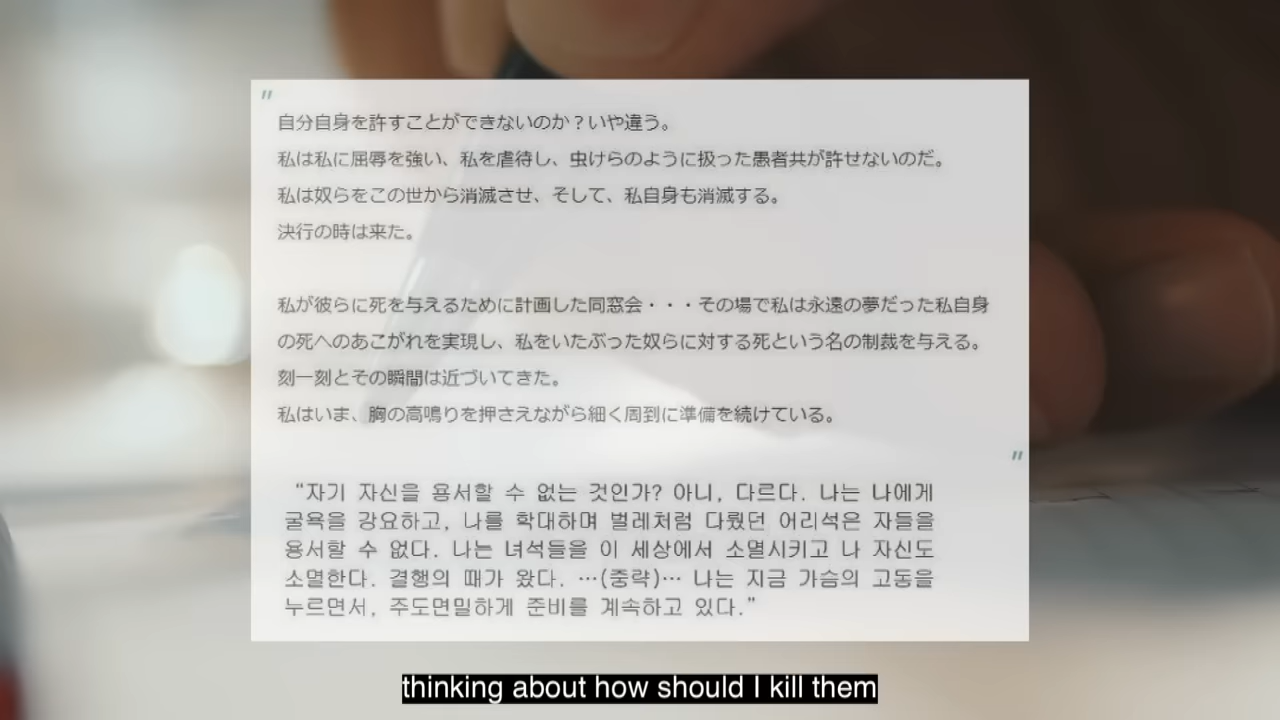 "
自分自身を許すことができないのか？いや違う。
私は私に屈辱を強い、私を虐待し、虫けらのように扱った愚者共が許せないのだ。
私は奴らをこの世から消滅させ、そして、私自身も消滅する。
決行の時は来た。
私が彼らに死を与えるために計画した同窓会・・・その場で私は永遠の夢だった私自身
の死へのあこがれを実現し、私をいたぶった奴らに対する死という名の制裁を与える。
刻一刻とその瞬間は近づいてきた。
私はいま、胸の高鳴りを押さえながら細く周到に準備を続けている。
"
“자기 자신을 용서할 수 없는 것인가? 아니, 다르다. 나는 나에게
굴욕을 강요하고, 나를 학대하며 벌레처럼 다뤘던 어리석은 자들을
용서할 수 없다. 나는 녀석들을 이 세상에서 소멸시키고 나 자신도
소멸한다. 결행의 때가 왔다. …(중략)… 나는 지금 가슴의 고동을
누르면서, 주도면밀하게 준비를 계속하고 있다.”
thinking about how should I kill them